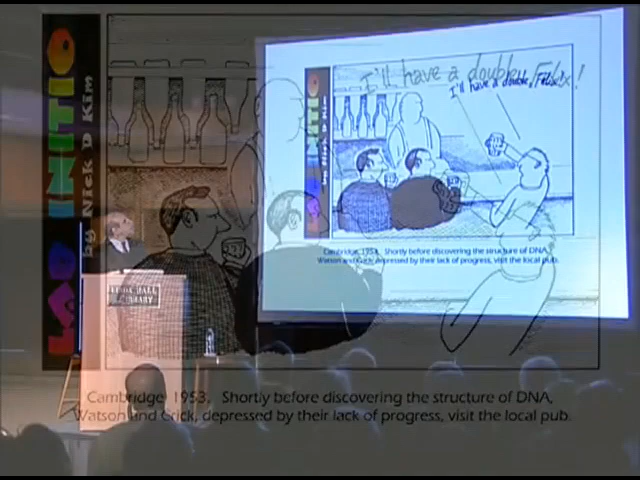 LAB INITIO
by Nick D Kim
I'll have a double, Felix!
I'll have a double, Felix!
Cambridge, 1953. Shortly before discovering the structure of DNA,
Watson and Crick, depressed by their lack of progress, visit the local pub.
Cambridge 1953. Shortly before discovering the structure of DNA,
Watson and Crick, depressed by their lack of progress, visit the local pub.